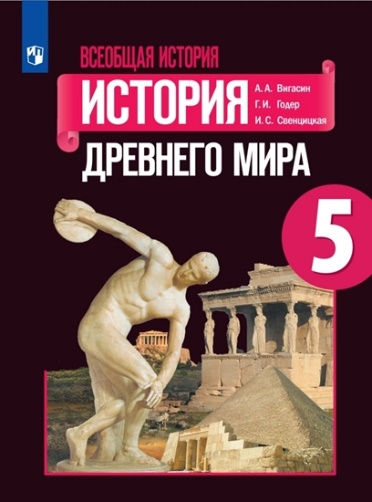 ВСЕОБЩАЯ ИСТОРИЯ
ИСТОРИЯ
А. А. Вигасин
Г. И. Годер
И. С. Свенцицкая
ДРЕВНЕГО МИРА
5